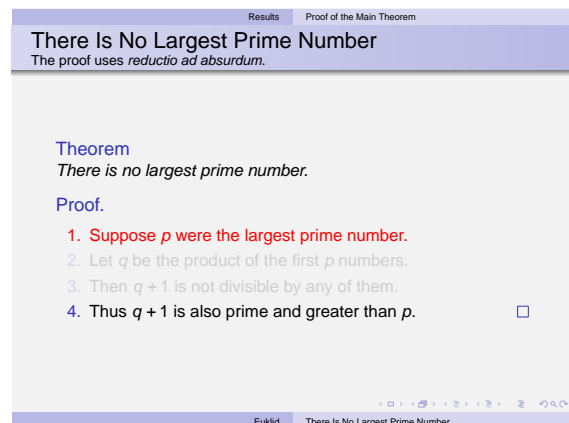 Results Proof of the Main Theorem
There Is No Largest Prime Number
The proof uses reductio ad absurdum.
Theorem
There is no largest prime number.
Proof.
1. Suppose p were the largest prime number.
2. Let q be the product of the first p numbers.
3. Then q + 1 is not divisible by any of them.
4. Thus q + 1 is also prime and greater than p.
Euklid There Is No Largest Prime Number